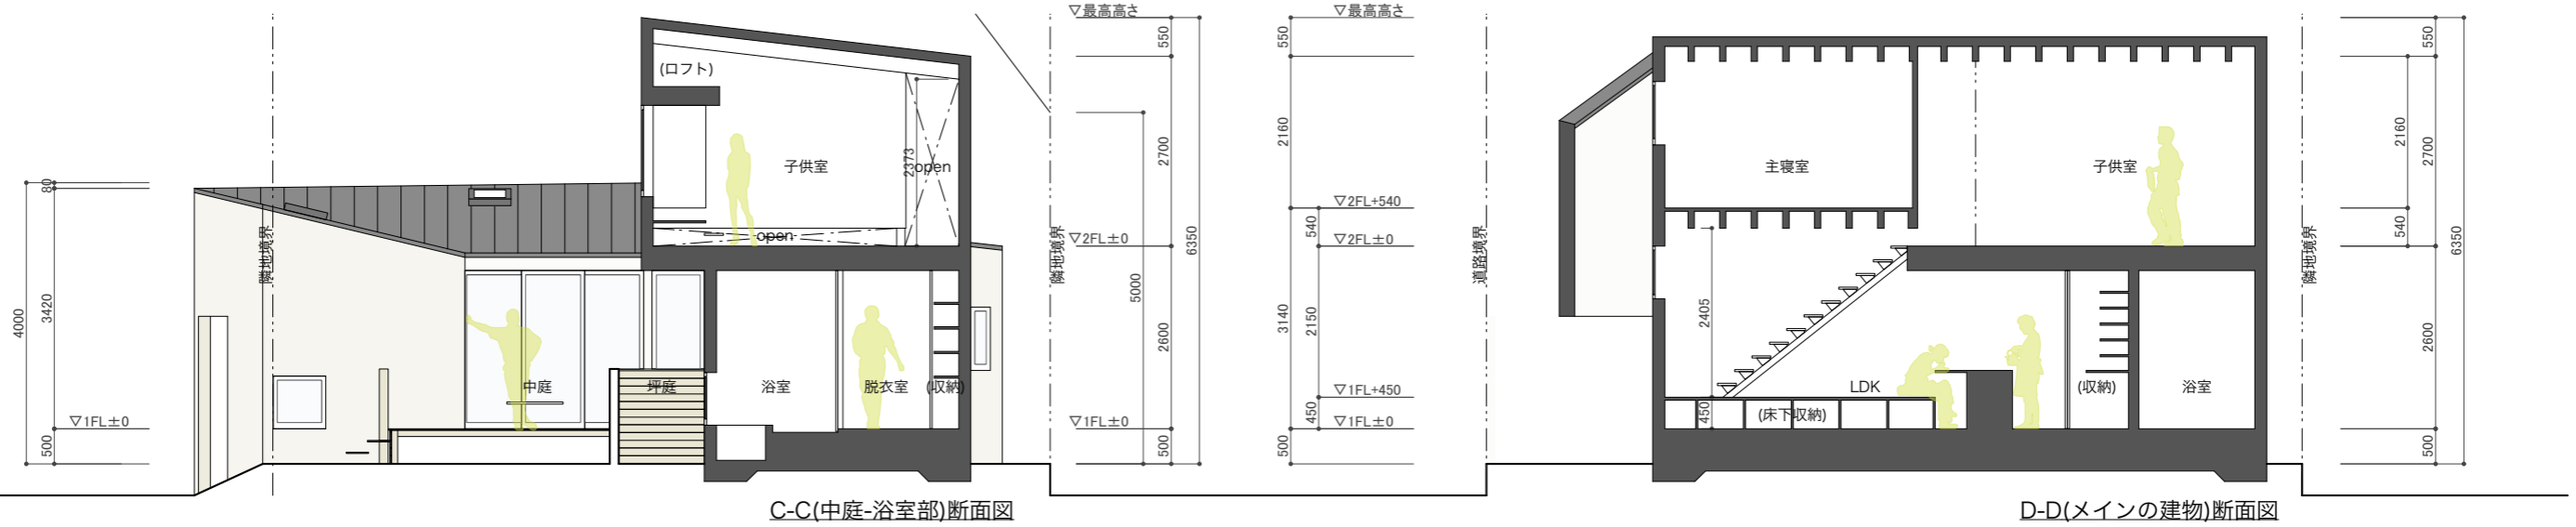 ▽最高高さ
▽最高高さ
550
550
550
(ロフト)
2700
2160
2160
2700
子供室
2373
open
主寝室
子供室
80
▽2FL+540
open
▽2FL±0
540
▽2FL±0
540
6350
6350
隣地境界
隣地境界
道路境界
隣地境界
4000
3420
5000
2600
3140
2150
2405
2600
中庭
坪庭
浴室
脱衣室
(収納)
LDK
(収納)
浴室
▽1FL+450
▽1FL±0
▽1FL±0
450
▽1FL±0
450
(床下収納)
500
500
500
500
C-C(中庭-浴室部)断面図
D-D(メインの建物)断面図